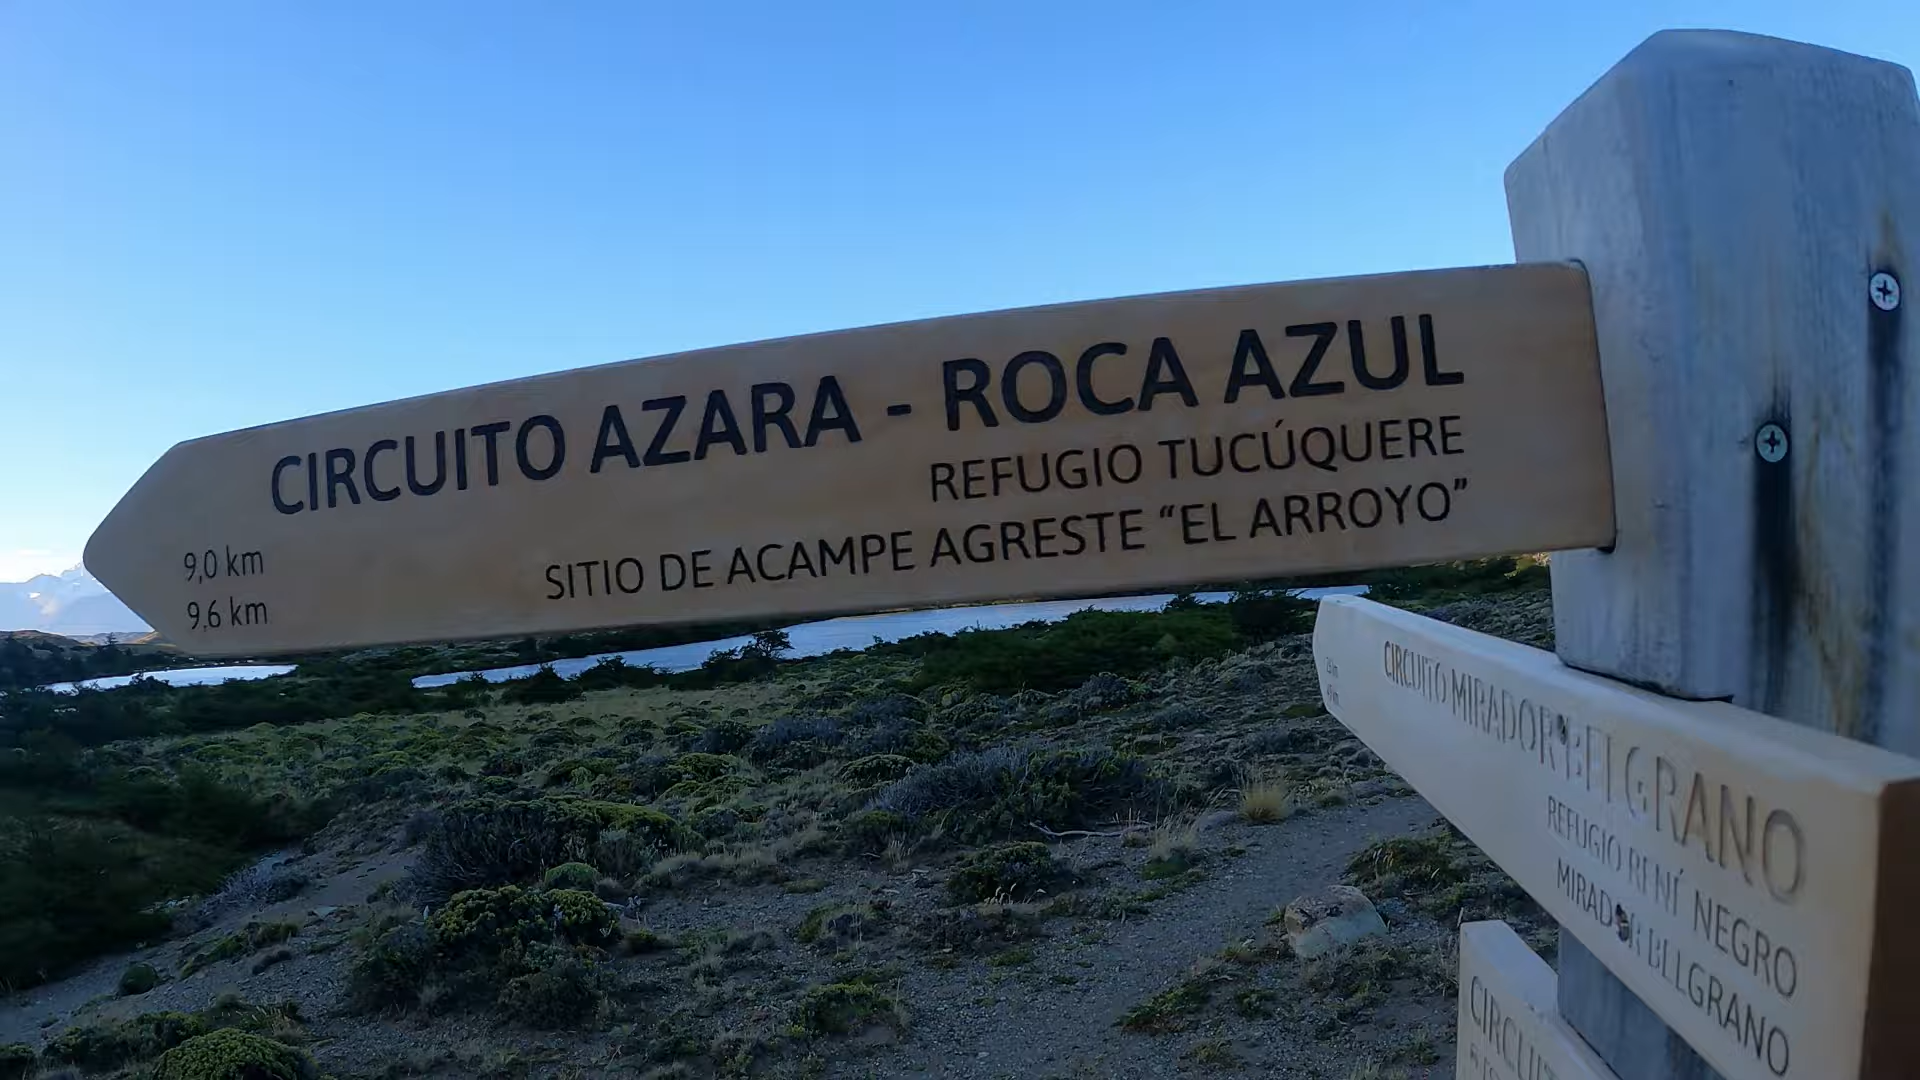 CIRCUITO AZARA - ROCA AZUL
REFUGIO TUCÚQUERE
9,0 km
SITIO DE ACAMPE AGRESTE “EL ARROYO”
9,6 km
CIRCUITO MIRADOR BELGRANO
REFUGIO RENÍ NEGRO
MIRADOR BELGRANO